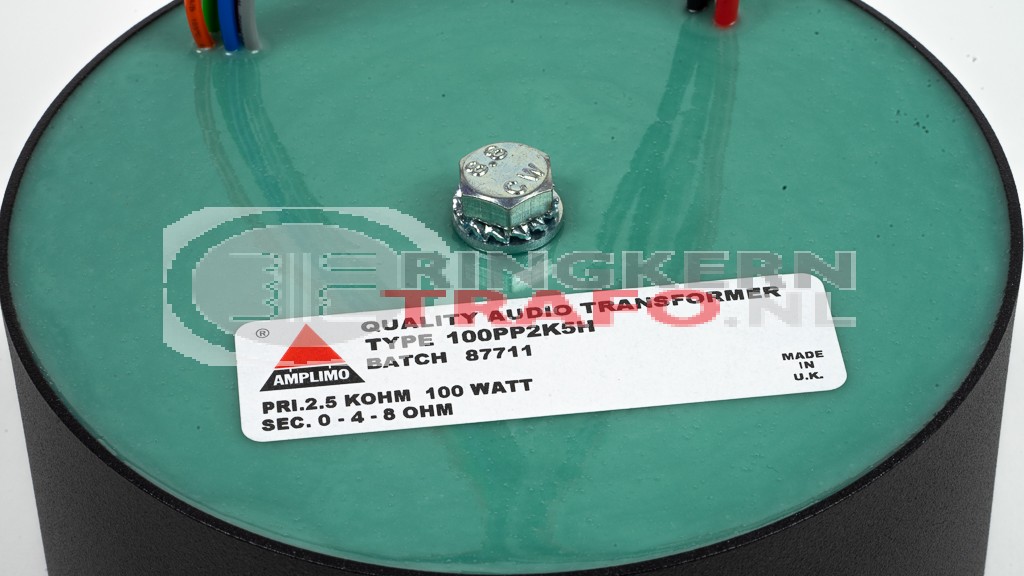 8.8
CW
RINGKERN
TRAFO.NL
®
AMPLIMO
QUALITY AUDIO TRANSFORMER
TYPE 100PP2K5H
BATCH 87711
PRI.2.5 KOHM 100 WATT
SEC. 0 - 4 - 8 OHM
MADE
IN
U.K.